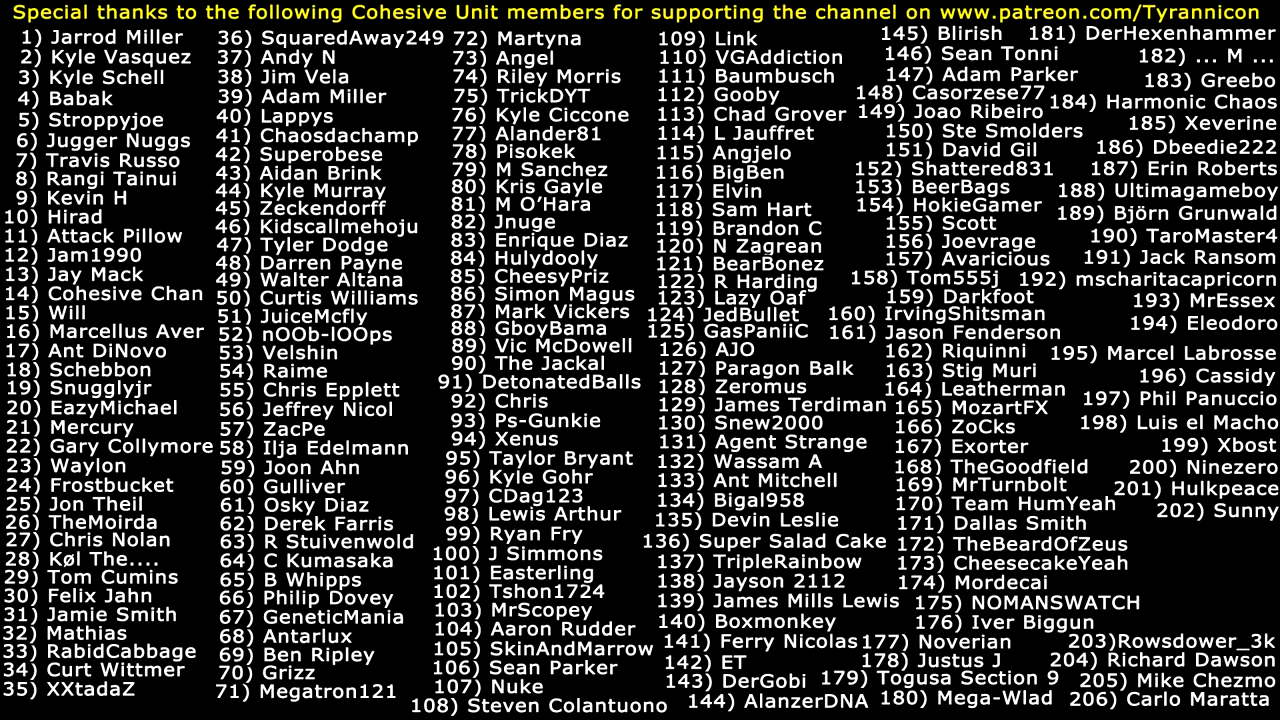 Special thanks to the following Cohesive Unit members for supporting the channel on www.patreon.com/Tyrannicon
1) Jarrod Miller
2) Kyle Vasquez
3) Kyle Schell
4) Babak
5) Stroppyjoe
6) Jugger Nuggs
7) Travis Russo
8) Rangi Tainui
9) Kevin H
10) Hirad
11) Attack Pillow
12) Jam1990
13) Jay Mack
14) Cohesive Chan
15) Will
16) Marcellus Aver
17) Ant DiNovo
18) Schebbon
19) Snugglyjr
20) EazyMichael
21) Mercury
22) Gary Collymore
23) Waylon
24) Frostbucket
25) Jon Theil
26) TheMoirda
27) Chris Nolan
28) Køl The....
29) Tom Cumins
30) Felix Jahn
31) Jamie Smith
32) Mathias
33) RabidCabbage
34) Curt Wittmer
35) XXtadaZ
36) SquaredAway249
37) Andy N
38) Jim Vela
39) Adam Miller
40) Lappys
41) Chaosdachamp
42) Superobese
43) Aidan Brink
44) Kyle Murray
45) Zeckendorff
46) Kidscallmehoju
47) Tyler Dodge
48) Darren Payne
49) Walter Altana
50) Curtis Williams
51) JuiceMcfly
52) nOOb-lOOps
53) Velshin
54) Raime
55) Chris Epplett
56) Jeffrey Nicol
57) ZacPe
58) Ilja Edelmann
59) Joon Ahn
60) Gulliver
61) Osky Diaz
62) Derek Farris
63) R Stuivenwold
64) C Kumasaka
65) B Whipps
66) Philip Dovey
67) GeneticMania
68) Antarlux
69) Ben Ripley
70) Grizz
71) Megatron121
72) Martyna
73) Angel
74) Riley Morris
75) TrickDYT
76) Kyle Ciccone
77) Alander81
78) Pisokek
79) M Sanchez
80) Kris Gayle
81) M O'Hara
82) Jnuge
83) Enrique Diaz
84) Hulydooly
85) CheesyPriz
86) Simon Magus
87) Mark Vickers
88) GboyBama
89) Vic McDowell
90) The Jackal
91) DetonatedBalls
92) Chris
93) Ps-Gunkie
94) Xenus
95) Taylor Bryant
96) Kyle Gohr
97) CDag123
98) Lewis Arthur
99) Ryan Fry
100) J Simmons
101) Easterling
102) Tshon1724
103) MrScopey
104) Aaron Rudder
105) SkinAndMarrow
106) Sean Parker
107) Nuke
108) Steven Colantuono
109) Link
110) VGAddiction
111) Baumbusch
112) Gooby
113) Chad Grover
114) L Jauffret
115) Angjelo
116) BigBen
117) Elvin
118) Sam Hart
119) Brandon C
120) N Zagrean
121) BearBonez
122) R Harding
123) Lazy Oaf
124) JedBullet
125) GasPaniiC
126) AJO
127) Paragon Balk
128) Zeromus
129) James Terdiman
130) Snew2000
131) Agent Strange
132) Wassam A
133) Ant Mitchell
134) Bigal958
135) Devin Leslie
136) Super Salad Cake
137) TripleRainbow
138) Jayson 2112
139) James Mills Lewis
140) Boxmonkey
141) Ferry Nicolas
142) ET
143) DerGobi
144) AlanzerDNA
145) Blirish
146) Sean Tonni
147) Adam Parker
148) Casorzese77
149) Joao Ribeiro
150) Ste Smolders
151) David Gil
152) Shattered831
153) BeerBags
154) HokieGamer
155) Scott
156) Joevrage
157) Avaricious
158) Tom555j
159) Darkfoot
160) IrvingShitsman
161) Jason Fenderson
162) Riquinni
163) Stig Muri
164) Leatherman
165) MozartFX
166) ZoCks
167) Exorter
168) TheGoodfield
169) MrTurnbolt
170) Team HumYeah
171) Dallas Smith
172) TheBeardOfZeus
173) CheesecakeYeah
174) Mordecai
175) NOMANSWATCH
176) Iver Biggun
177) Noverian
178) Justus J
179) Togusa Section 9
180) Mega-Wlad
181) DerHexenhammer
182) ... M ...
183) Greebo
184) Harmonic Chaos
185) Xeverine
186) Dbeedie222
187) Erin Roberts
188) Ultimagameboy
189) Björn Grunwald
190) TaroMaster4
191) Jack Ransom
192) mscharitacapricorn
193) MrEssex
194) Eleodoro
195) Marcel Labrosse
196) Cassidy
197) Phil Panuccio
198) Luis el Macho
199) Xbost
200) Ninezero
201) Hulkpeace
202) Sunny
203)Rowsdower_3k
204) Richard Dawson
205) Mike Chezmo
206) Carlo Maratta